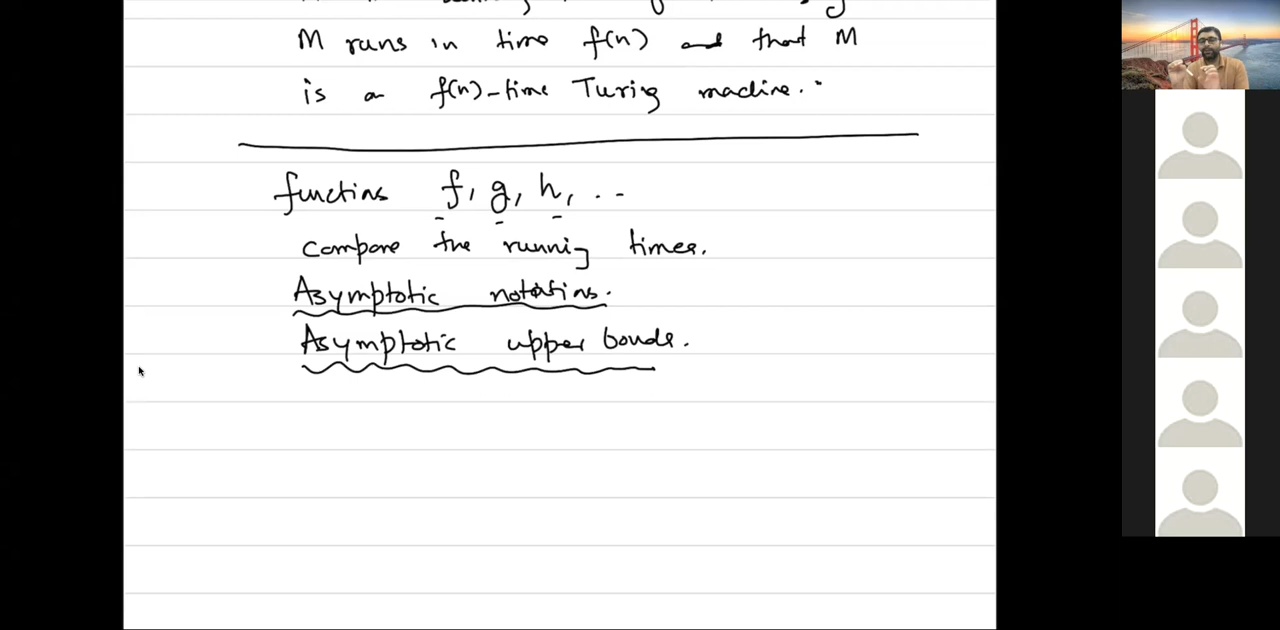 M runs in time f(n) and that M
is a f(n)-time Turing machine.
functions f, g, h, ...
compare the running times.
Asymptotic notations.
Asymptotic upper bounds.